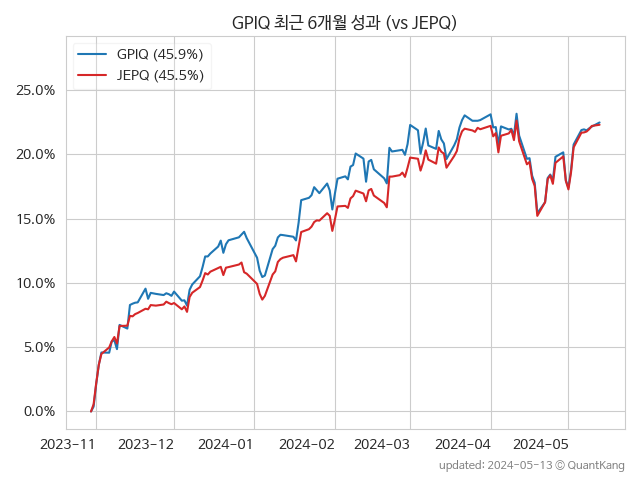 GPIQ 최근 6개월 성과 (vs JEPQ)
GPIQ (45.9%)
JEPQ (45.5%)
25.0%
20.0%
15.0%
10.0%
5.0%
0.0%
2023-11 2023-12 2024-01 2024-02 2024-03 2024-04 2024-05
updated: 2024-05-13 © QuantKang